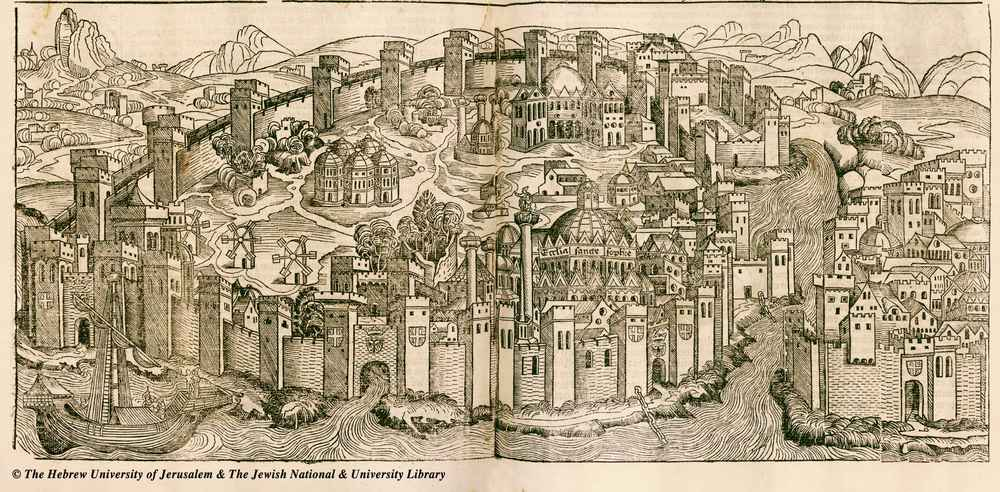 Ecclesia sancte sophie
© The Hebrew University of Jerusalem & The Jewish National & University Library